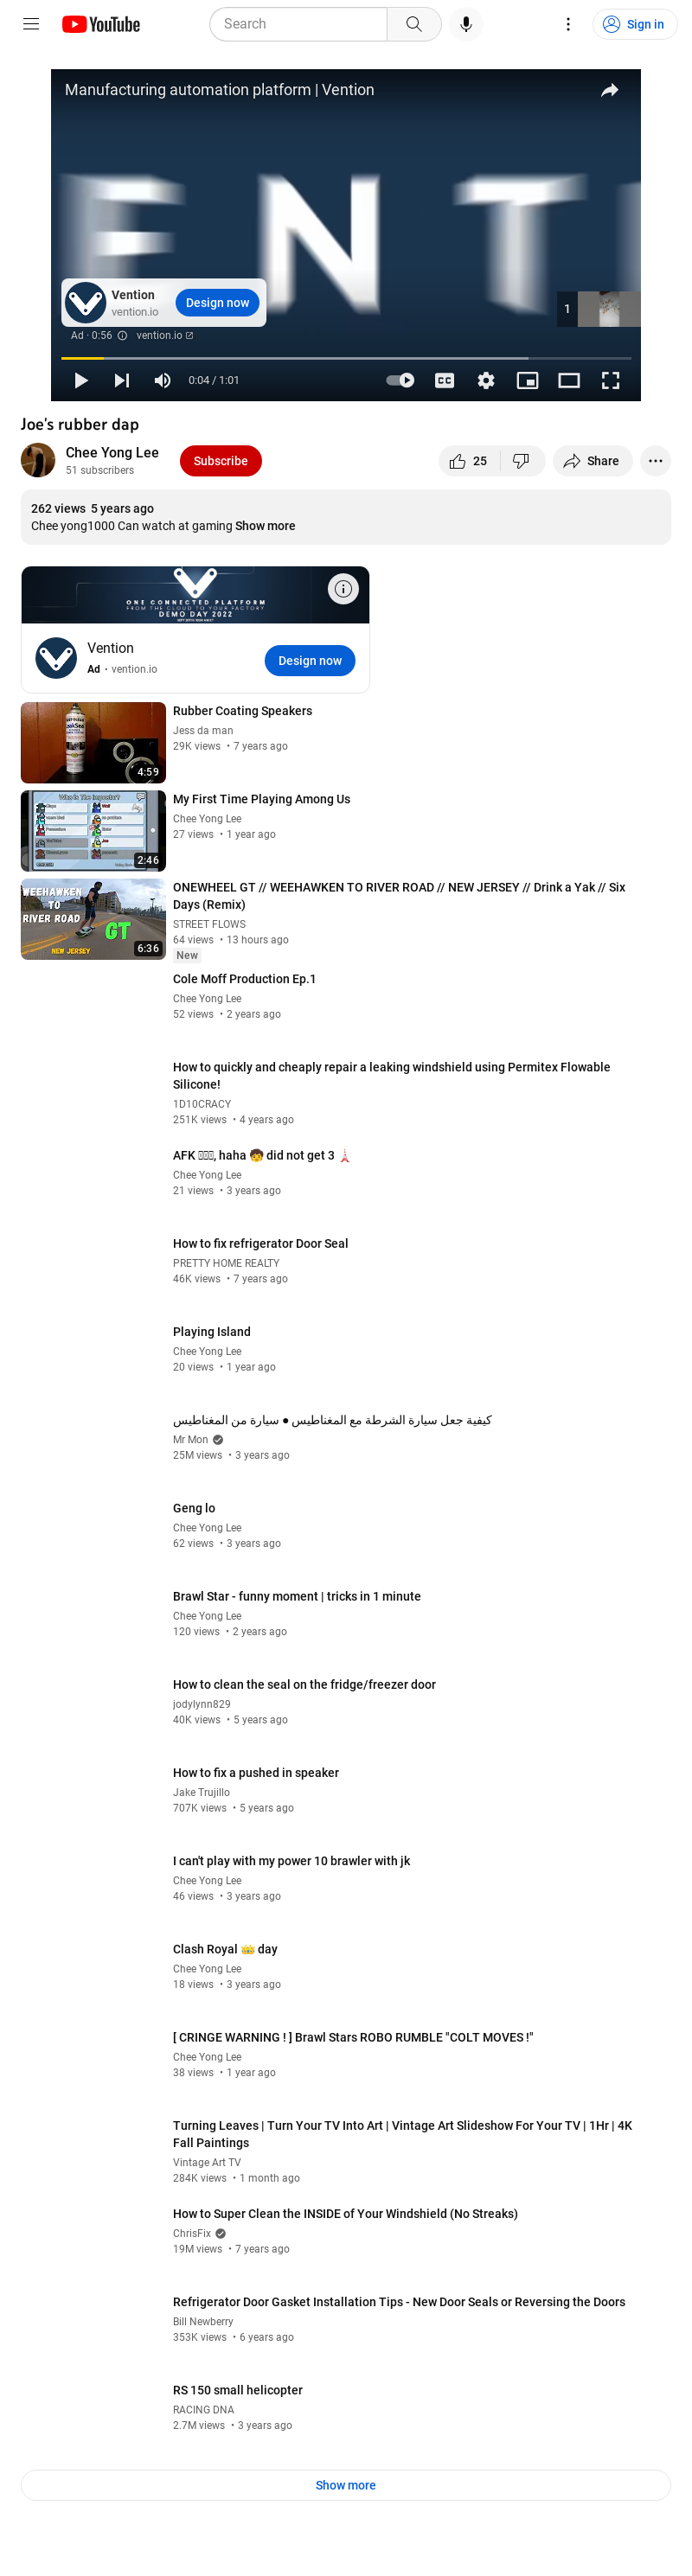 YouTube
Search
Sign in
Manufacturing automation platform | Vention
ENTI
Vention
vention.io
Design now
1
Ad · 0:56
vention.io
0:04 / 1:01
CC
Joe's rubber dap
Chee Yong Lee
51 subscribers
Subscribe
25
Share
262 views 5 years ago
Chee yong1000 Can watch at gaming Show more
ONE CONNECTED PLATFORM
FROM THE CLOUD TO YOUR FACTORY
DEMO DAY 2022
Vention
Ad • vention.io
Design now
4:59
Rubber Coating Speakers
Jess da man
29K views • 7 years ago
Who Is The Impostor?
2:46
My First Time Playing Among Us
Chee Yong Lee
27 views • 1 year ago
WEEHAWKEN
TO
RIVER ROAD
GT
NEW JERSEY
6:36
ONEWHEEL GT // WEEHAWKEN TO RIVER ROAD // NEW JERSEY // Drink a Yak // Six
Days (Remix)
STREET FLOWS
64 views • 13 hours ago
New
Cole Moff Production Ep.1
Chee Yong Lee
52 views • 2 years ago
How to quickly and cheaply repair a leaking windshield using Permitex Flowable
Silicone!
1D10CRACY
251K views • 4 years ago
AFK , haha 🧒 did not get 3 🗼
Chee Yong Lee
21 views • 3 years ago
How to fix refrigerator Door Seal
PRETTY HOME REALTY
46K views • 7 years ago
Playing Island
Chee Yong Lee
20 views • 1 year ago
كيفية جعل سيارة الشرطة مع المغناطيس ● سيارة من المغناطيس
Mr Mon
25M views • 3 years ago
Geng lo
Chee Yong Lee
62 views • 3 years ago
Brawl Star - funny moment | tricks in 1 minute
Chee Yong Lee
120 views • 2 years ago
How to clean the seal on the fridge/freezer door
jodylynn829
40K views • 5 years ago
How to fix a pushed in speaker
Jake Trujillo
707K views • 5 years ago
I can't play with my power 10 brawler with jk
Chee Yong Lee
46 views • 3 years ago
Clash Royal 👑 day
Chee Yong Lee
18 views • 3 years ago
[ CRINGE WARNING ! ] Brawl Stars ROBO RUMBLE "COLT MOVES !"
Chee Yong Lee
38 views • 1 year ago
Turning Leaves | Turn Your TV Into Art | Vintage Art Slideshow For Your TV | 1Hr | 4K
Fall Paintings
Vintage Art TV
284K views • 1 month ago
How to Super Clean the INSIDE of Your Windshield (No Streaks)
ChrisFix
19M views • 7 years ago
Refrigerator Door Gasket Installation Tips - New Door Seals or Reversing the Doors
Bill Newberry
353K views • 6 years ago
RS 150 small helicopter
RACING DNA
2.7M views • 3 years ago
Show more